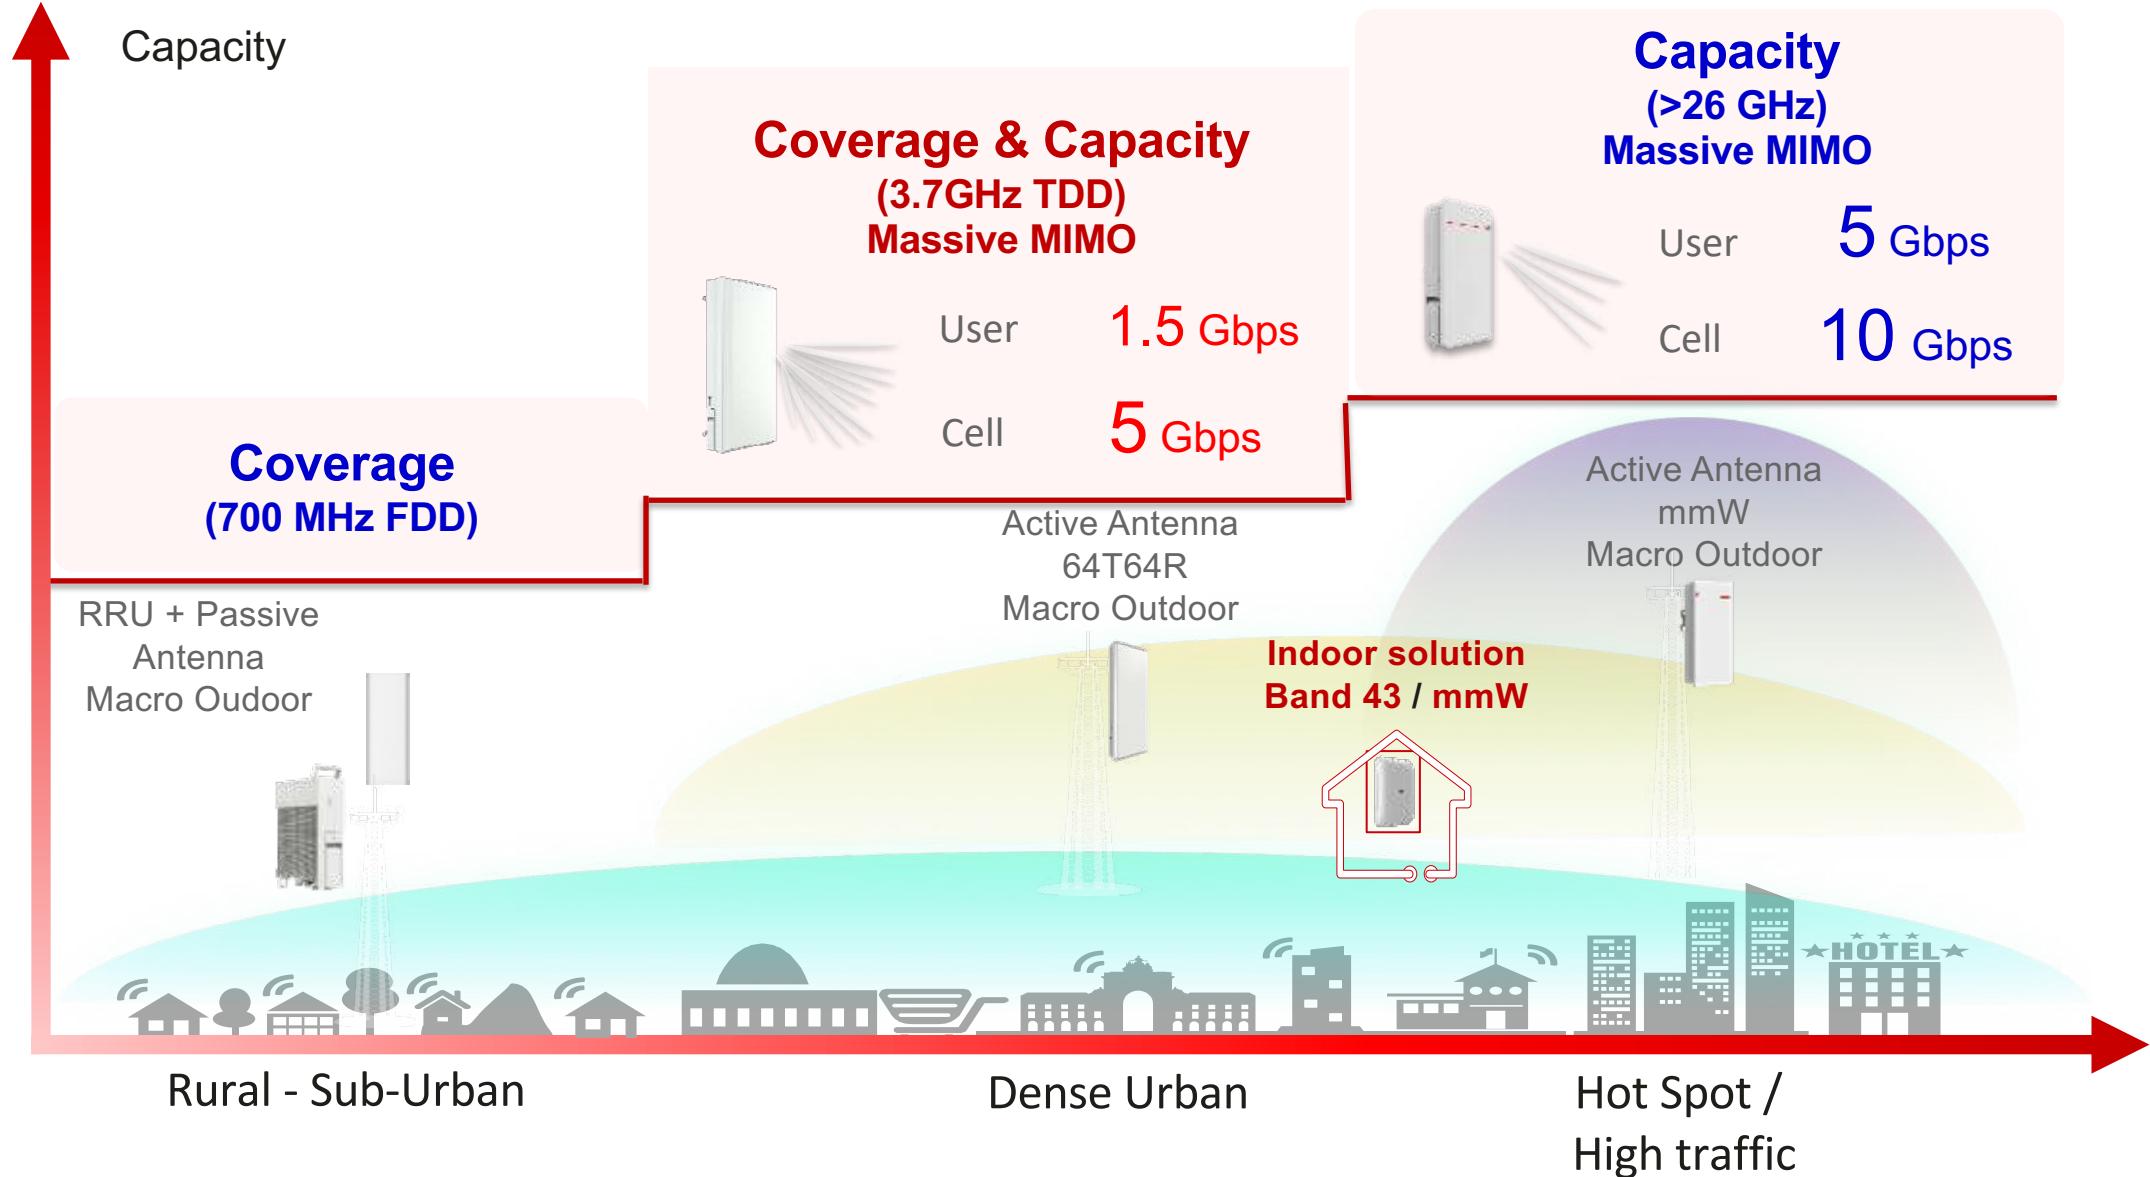 Capacity
Coverage
(700 MHz FDD)
RRU + Passive
Antenna
Macro Oudoor
Coverage & Capacity
(3.7GHz TDD)
Massive MIMO
User 1.5 Gbps
Cell 5 Gbps
Active Antenna
64T64R
Macro Outdoor
Capacity
(>26 GHz)
Massive MIMO
User 5 Gbps
Cell 10 Gbps
Active Antenna
mmW
Macro Outdoor
Indoor solution
Band 43 / mmW
HOTEL
Rural - Sub-Urban
Dense Urban
Hot Spot /
High traffic